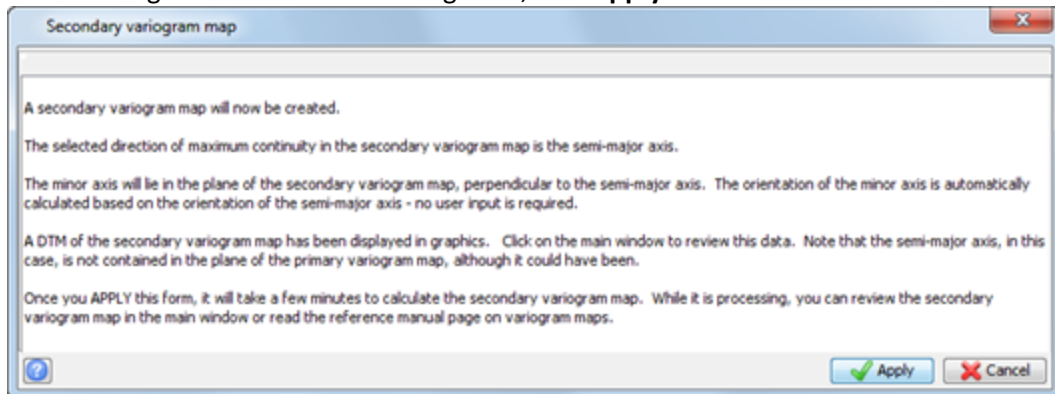 Secondary variogram map
A secondary variogram map will now be created.
The selected direction of maximum continuity in the secondary variogram map is the semi-major axis.
The minor axis will lie in the plane of the secondary variogram map, perpendicular to the semi-major axis.  The orientation of the minor axis is automatically
calculated based on the orientation of the semi-major axis - no user input is required.
A DTM of the secondary variogram map has been displayed in graphics.  Click on the main window to review this data.  Note that the semi-major axis, in this
case, is not contained in the plane of the primary variogram map, although it could have been.
Once you APPLY this form, it will take a few minutes to calculate the secondary variogram map.  While it is processing, you can review the secondary
variogram map in the main window or read the reference manual page on variogram maps.
Apply Cancel